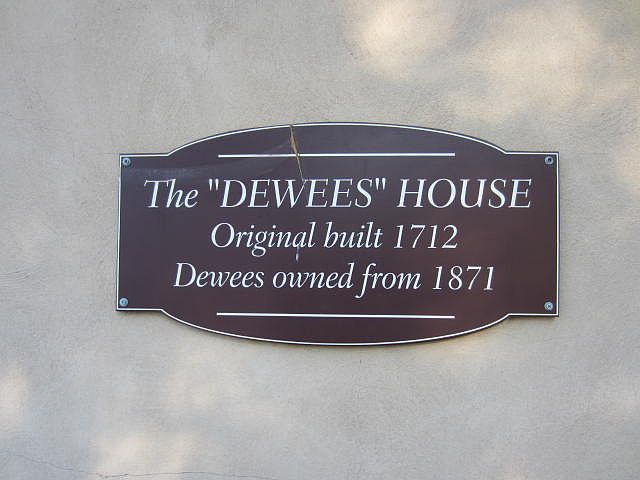 The "DEWEES" HOUSE
Original built 1712
Dewees owned from 1871